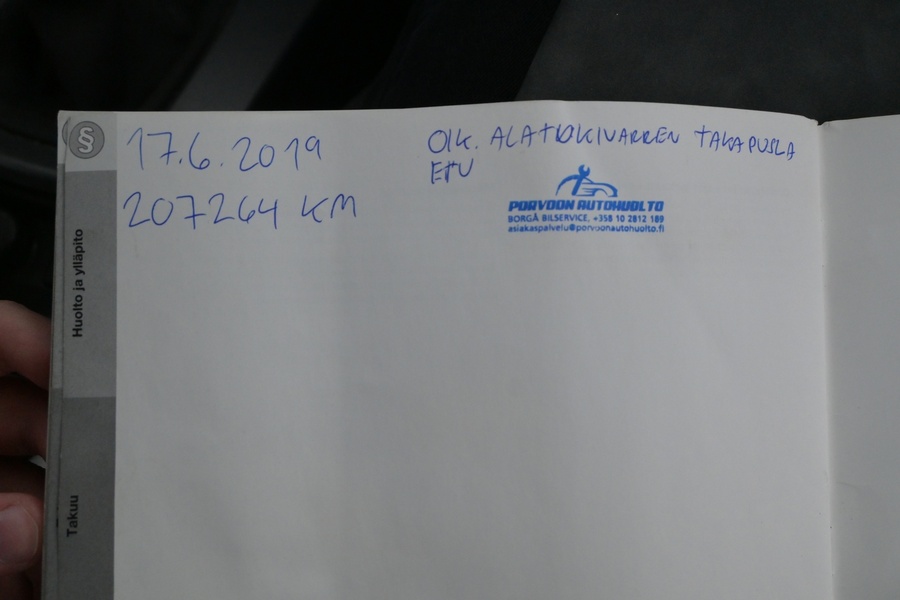 §
17.6.2019
207264 KM
OIK. ALATUKIVARREN TAKAPUSLA
ETU
PORVOON AUTOHUOLTO
BORGÅ BILSERVICE, +358 10 2812 189
asiakaspalvelu@porvoonautohuolto.fi
Huolto ja ylläpito
Takuu